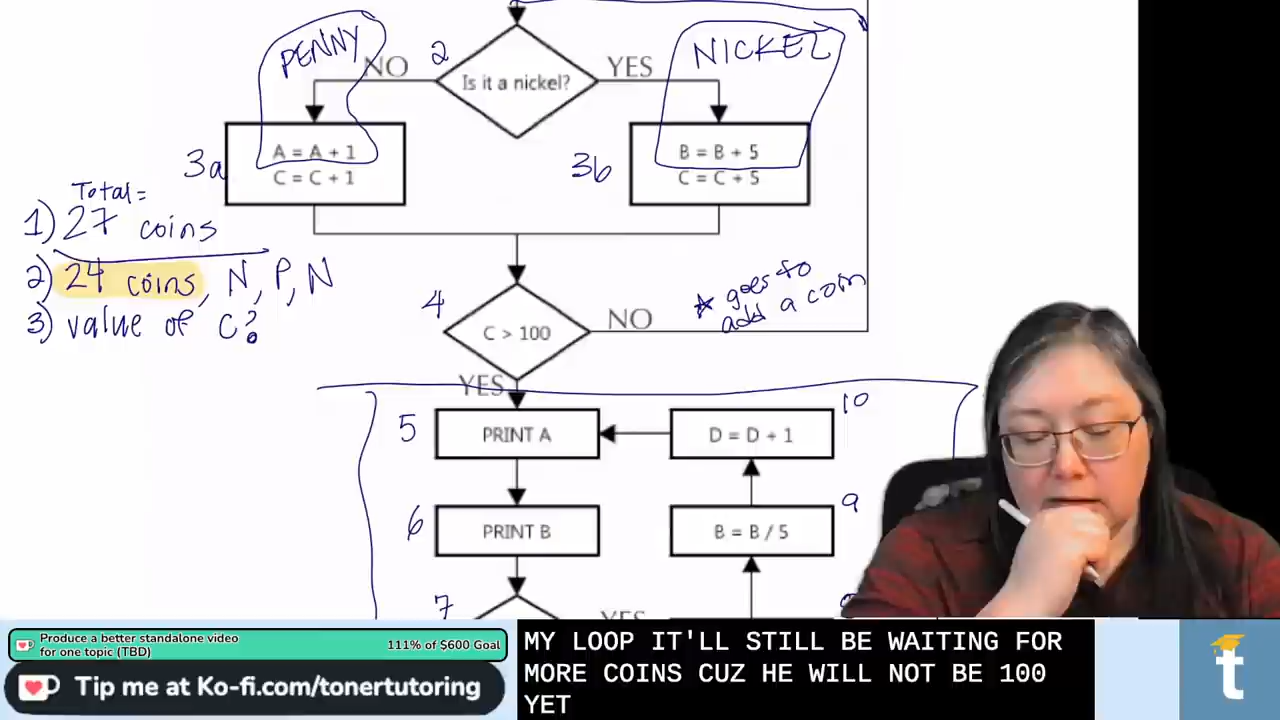 PENNY
NICKEL
2
NO
Is it a nickel?
YES
3a
A = A + 1
C = C + 1
3b
B = B + 5
C = C + 5
Total=
1) 27 coins
2) 24 coins, N, P, N
3) value of C?
4
C > 100
NO
★ goes to
add a coin
YES
5
PRINT A
D = D + 1
10
6
PRINT B
B = B / 5
9
7
YES
Produce a better standalone video
for one topic (TBD)
111% of $600 Goal
Tip me at Ko-fi.com/tonertutoring
MY LOOP IT'LL STILL BE WAITING FOR
MORE COINS CUZ HE WILL NOT BE 100
YET
t